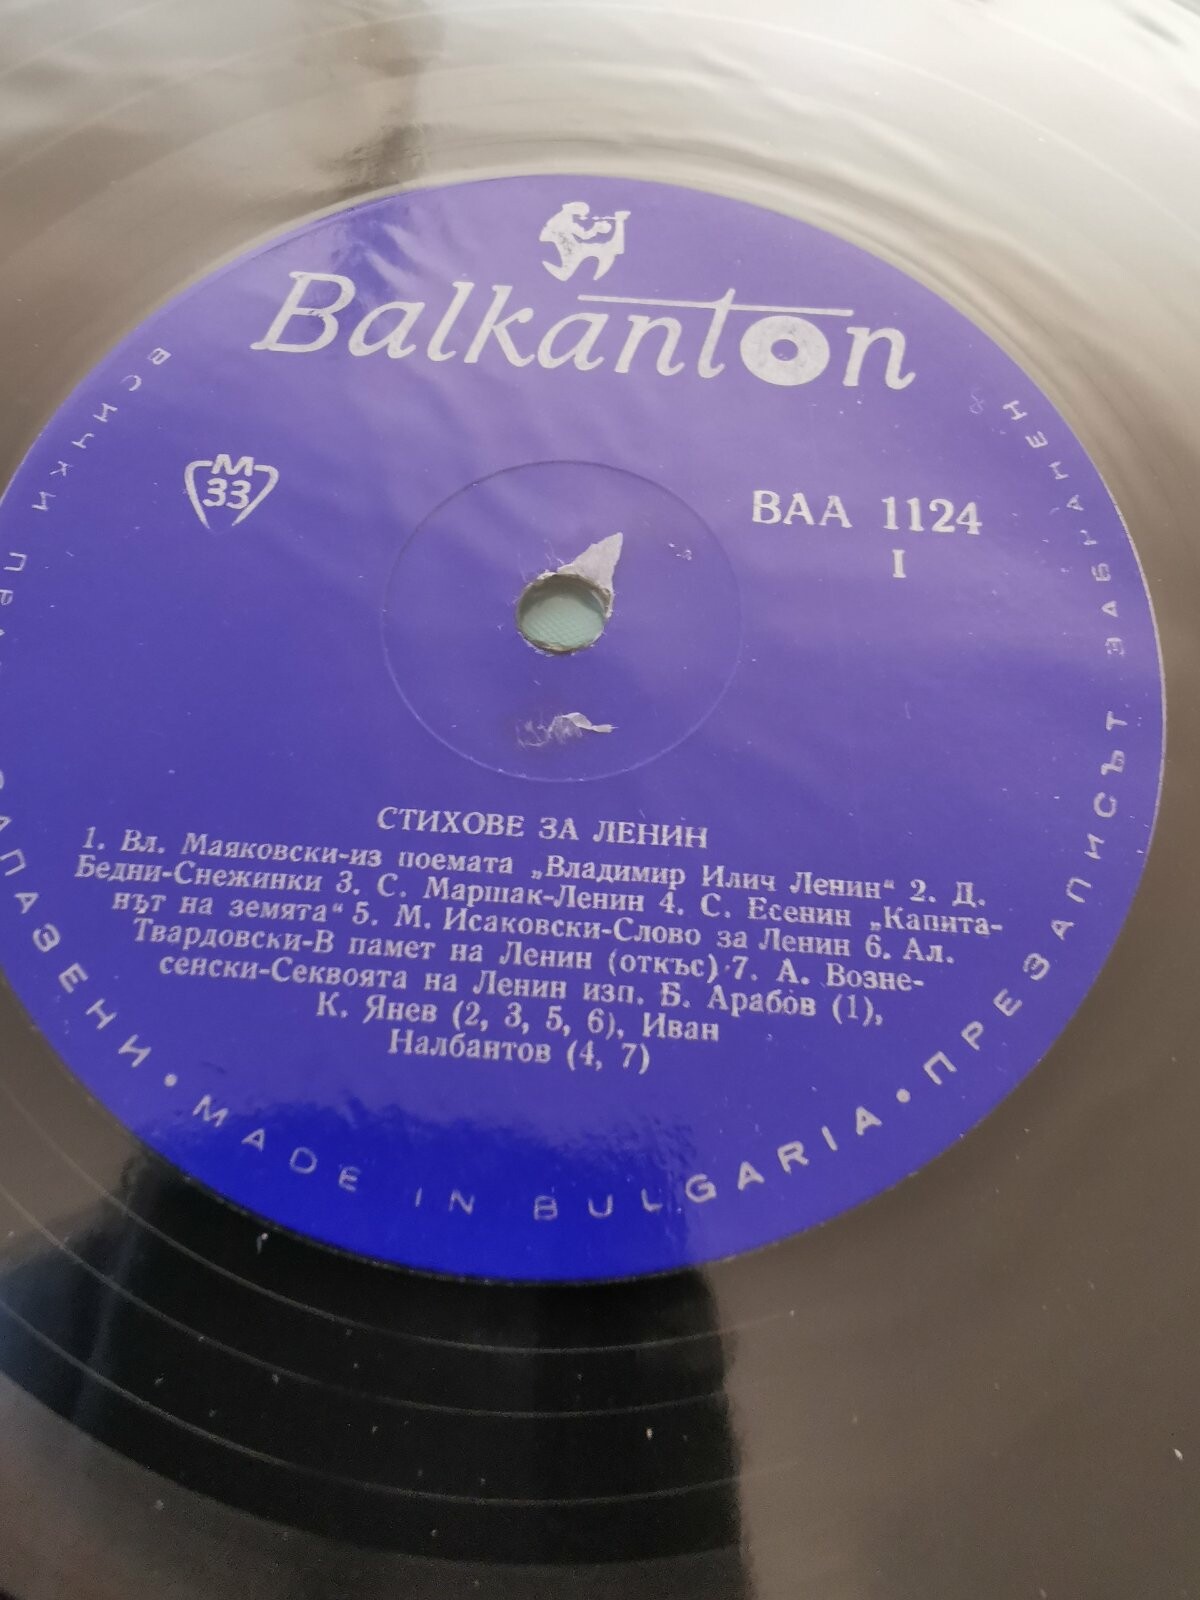 Balkanton
М
33
ВАА 1124
I
СТИХОВЕ ЗА ЛЕНИН
1. Вл. Маяковски-из поемата „Владимир Илич Ленин“ 2. Д.
Бедни-Снежинки 3. С. Маршак-Ленин 4. С. Есенин „Капита-
нът на земята“ 5. М. Исаковски-Слово за Ленин 6. Ал.
Твардовски-В памет на Ленин (откъс) 7. А. Возне-
сенски-Секвоята на Ленин изп. Б. Арабов (1),
К. Янев (2, 3, 5, 6), Иван
Налбантов (4, 7)
ВСИЧКИ ЗАПАЗЕНИ • MADE IN BULGARIA • ПРЕЗАПИСЪТ ЗАБРАНЕН